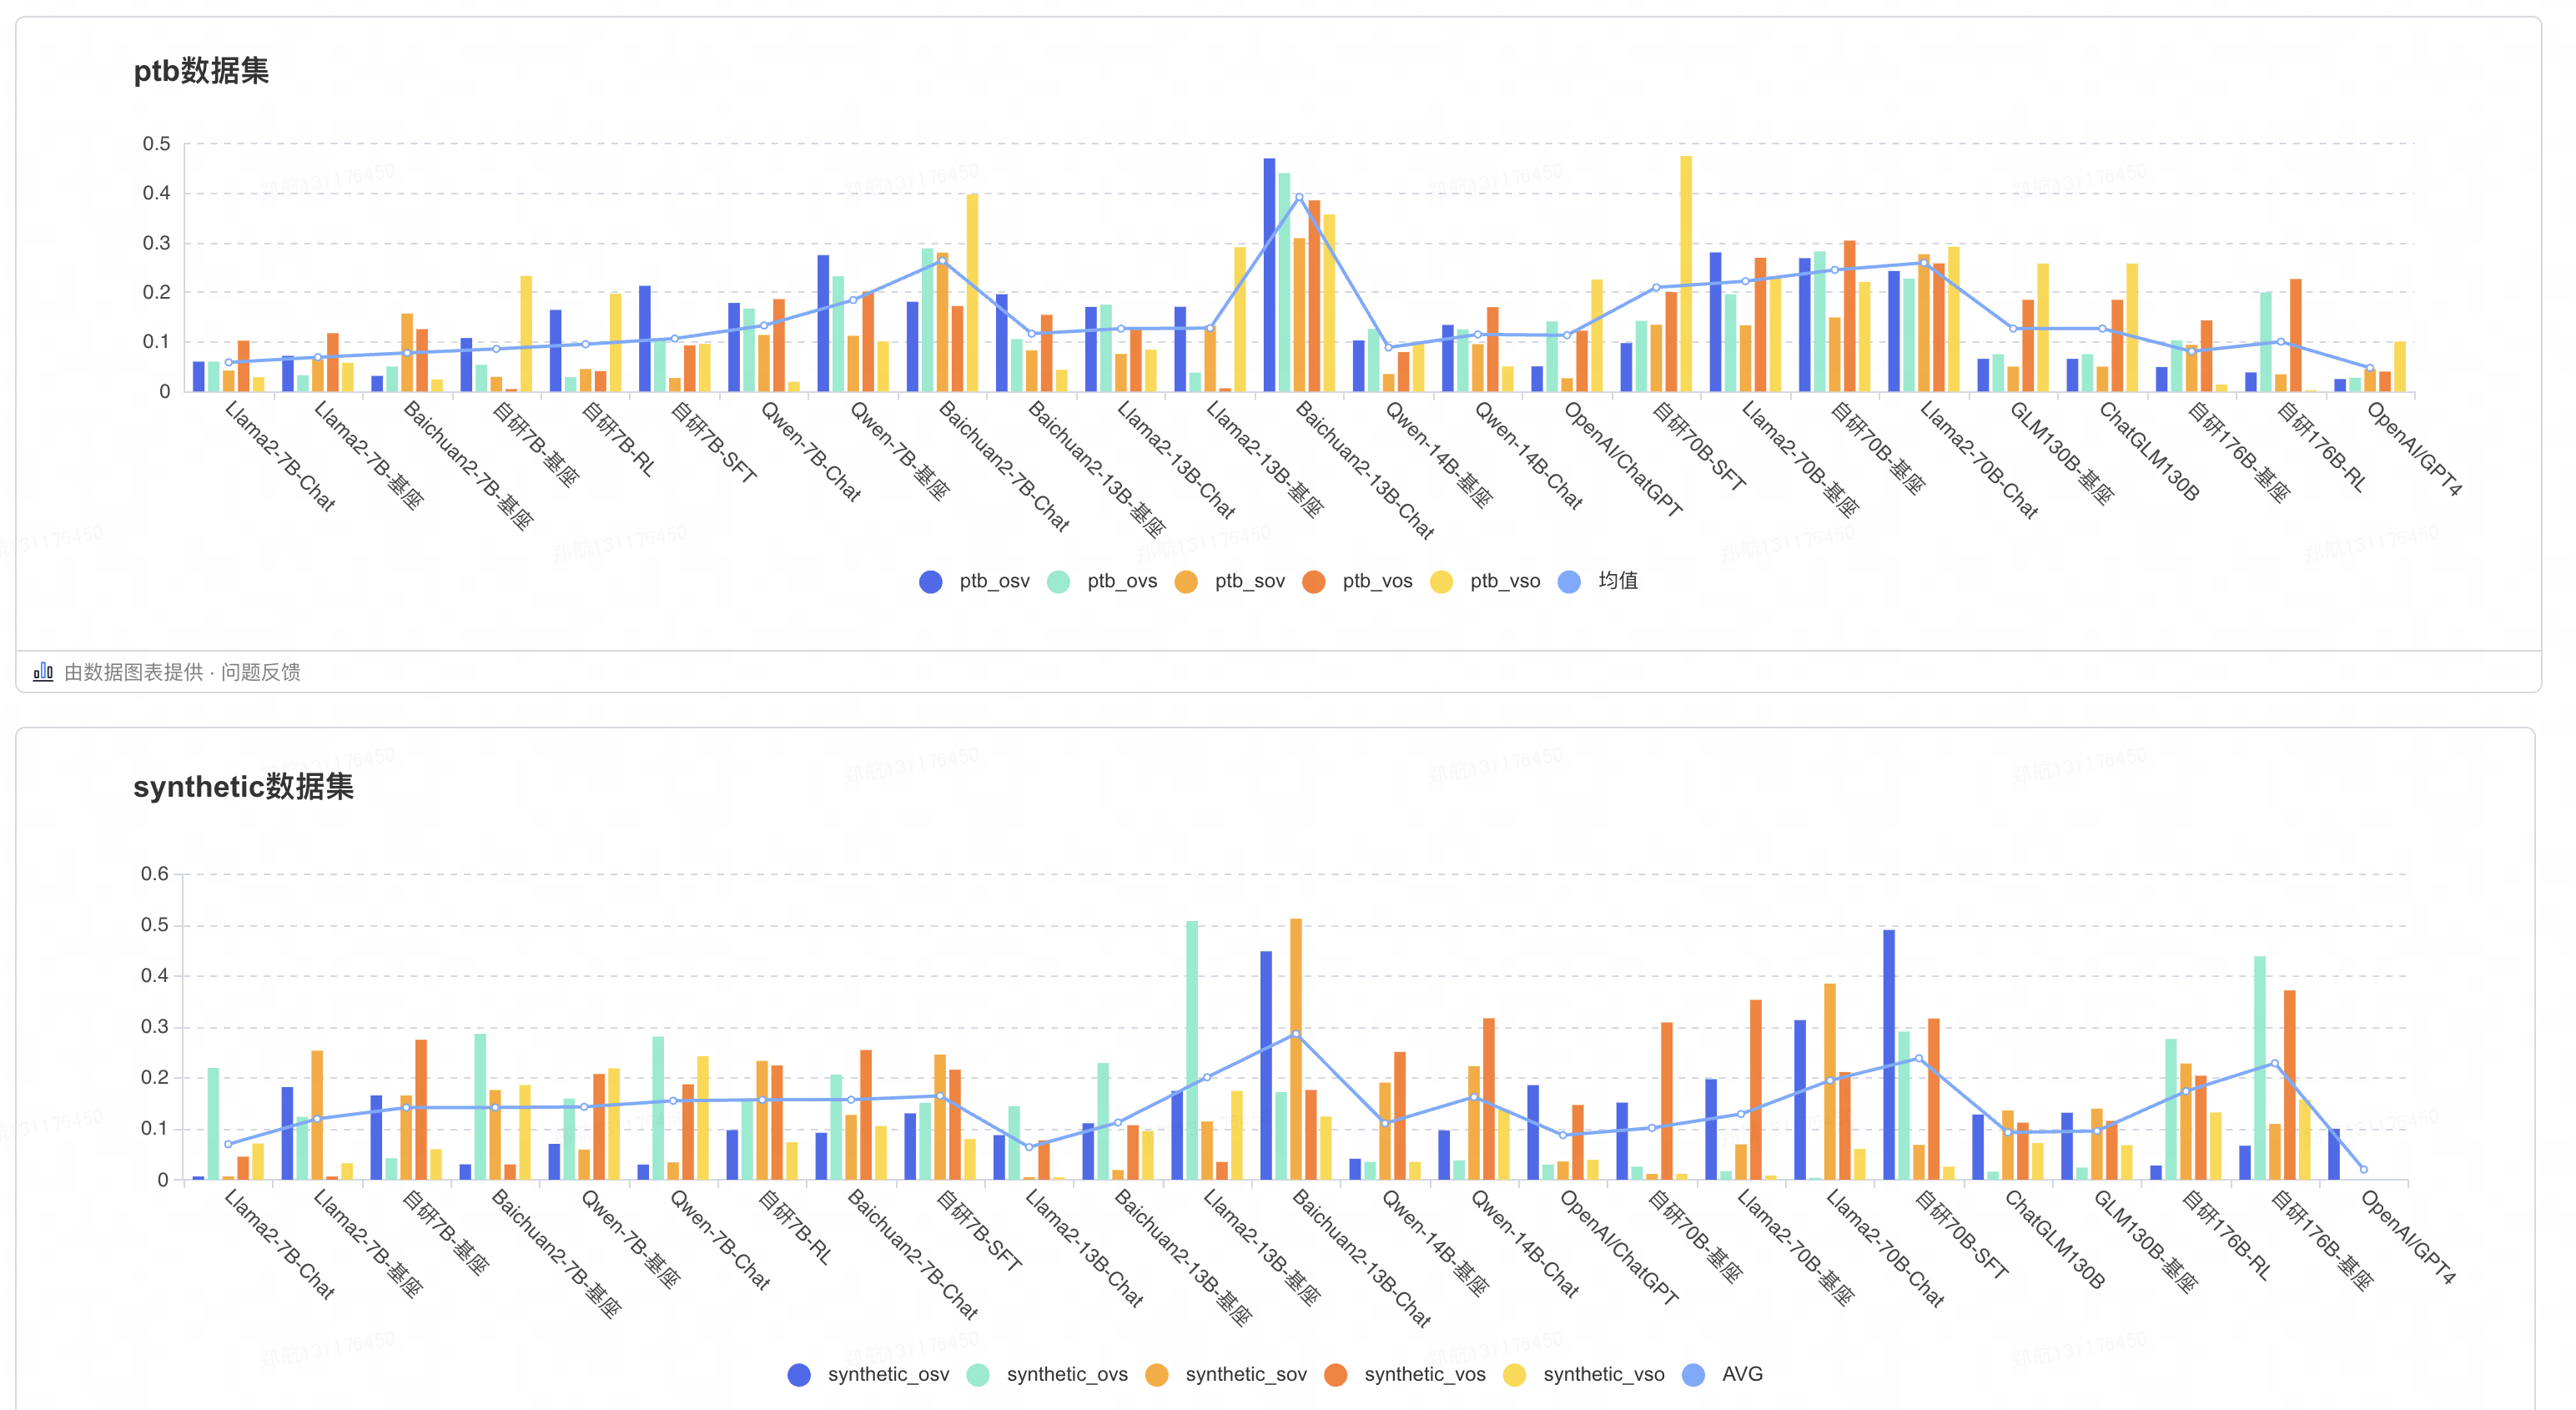 ptb数据集
0.5
0.4
0.3
0.2
0.1
0
Llama2-7B-Chat
Llama2-7B-基座
Baichuan2-7B-基座
自研7B-基座
自研7B-RL
自研7B-SFT
Qwen-7B-Chat
Qwen-7B-基座
Baichuan2-7B-Chat
Baichuan2-13B-基座
Llama2-13B-Chat
Llama2-13B-基座
Baichuan2-13B-Chat
Qwen-14B-基座
Qwen-14B-Chat
OpenAI/ChatGPT
自研70B-SFT
Llama2-70B-基座
自研70B-基座
Llama2-70B-Chat
GLM130B-基座
ChatGLM130B
自研176B-基座
自研176B-RL
OpenAI/GPT4
ptb_osv ptb_ovs ptb_sov ptb_vos ptb_vso 均值
由数据图表提供 · 问题反馈
synthetic数据集
0.6
0.5
0.4
0.3
0.2
0.1
0
Llama2-7B-Chat
Llama2-7B-基座
自研7B-基座
Baichuan2-7B-基座
Qwen-7B-基座
Qwen-7B-Chat
自研7B-RL
Baichuan2-7B-Chat
自研7B-SFT
Llama2-13B-Chat
Baichuan2-13B-基座
Llama2-13B-基座
Baichuan2-13B-Chat
Qwen-14B-基座
Qwen-14B-Chat
OpenAI/ChatGPT
自研70B-基座
Llama2-70B-基座
Llama2-70B-Chat
自研70B-SFT
ChatGLM130B
GLM130B-基座
自研176B-RL
自研176B-基座
OpenAI/GPT4
synthetic_osv synthetic_ovs synthetic_sov synthetic_vos synthetic_vso AVG